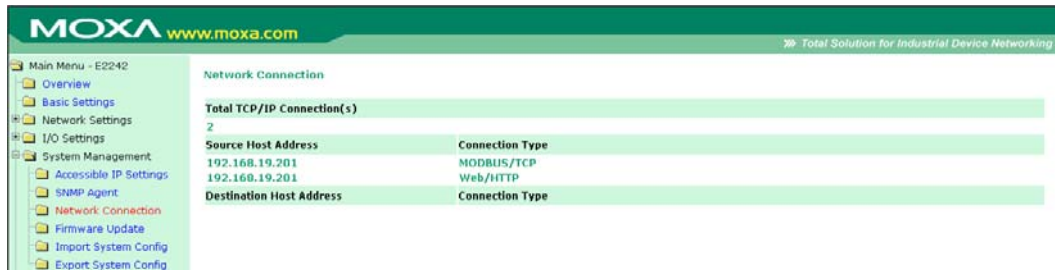 MOXA www.moxa.com
Total Solution for Industrial Device Networking
Main Menu - E2242
Overview
Basic Settings
Network Settings
I/O Settings
System Management
Accessible IP Settings
SNMP Agent
Network Connection
Firmware Update
Import System Config
Export System Config
Network Connection
Total TCP/IP Connection(s)
2
Source Host Address Connection Type
192.168.19.201 MODBUS/TCP
192.168.19.201 Web/HTTP
Destination Host Address Connection Type